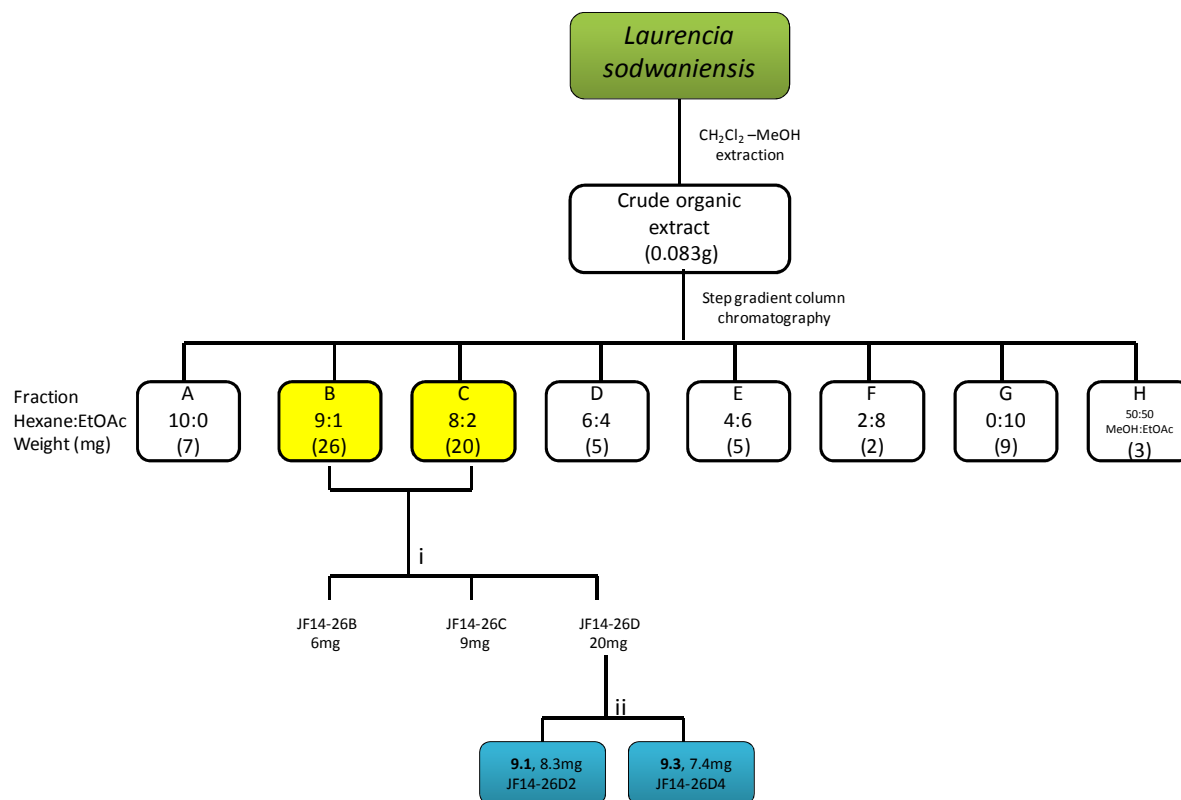 Laurencia
sodwaniensis
CH₂Cl₂ –MeOH
extraction
Crude organic
extract
(0.083g)
Step gradient column
chromatography
Fraction
Hexane:EtOAc
Weight (mg)
A
10:0
(7)
B
9:1
(26)
C
8:2
(20)
D
6:4
(5)
E
4:6
(5)
F
2:8
(2)
G
0:10
(9)
H
50:50
MeOH:EtOAc
(3)
i
JF14-26B
6mg
JF14-26C
9mg
JF14-26D
20mg
ii
9.1, 8.3mg
JF14-26D2
9.3, 7.4mg
JF14-26D4